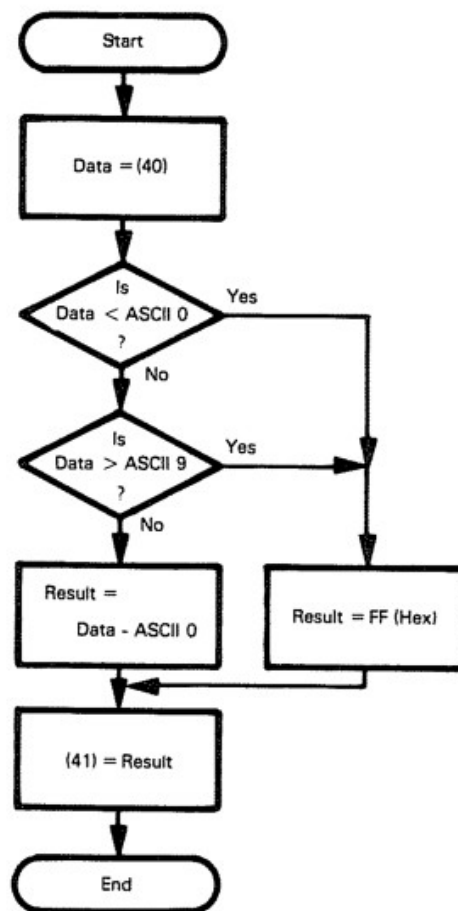 Start
Data = (40)
Is
Data < ASCII 0
?
Yes
No
Is
Data > ASCII 9
?
Yes
No
Result =
Data - ASCII 0
Result = FF (Hex)
(41) = Result
End